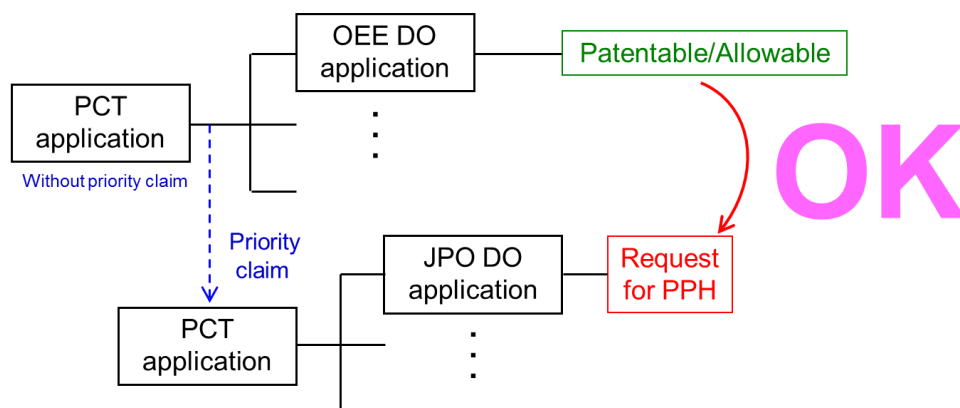 OEE DO
application
Patentable/Allowable
PCT
application
Without priority claim
OK
Priority
claim
JPO DO
application
Request
for PPH
PCT
application